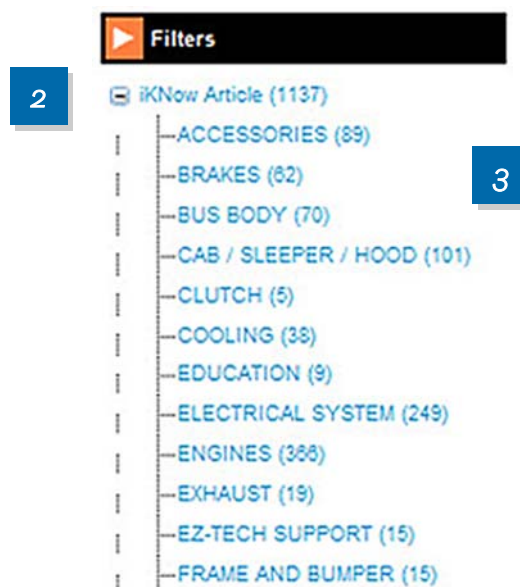 Filters
2
iKNow Article (1137)
ACCESSORIES (89)
BRAKES (62)
3
BUS BODY (70)
CAB / SLEEPER / HOOD (101)
CLUTCH (5)
COOLING (38)
EDUCATION (9)
ELECTRICAL SYSTEM (249)
ENGINES (366)
EXHAUST (19)
EZ-TECH SUPPORT (15)
FRAME AND BUMPER (15)